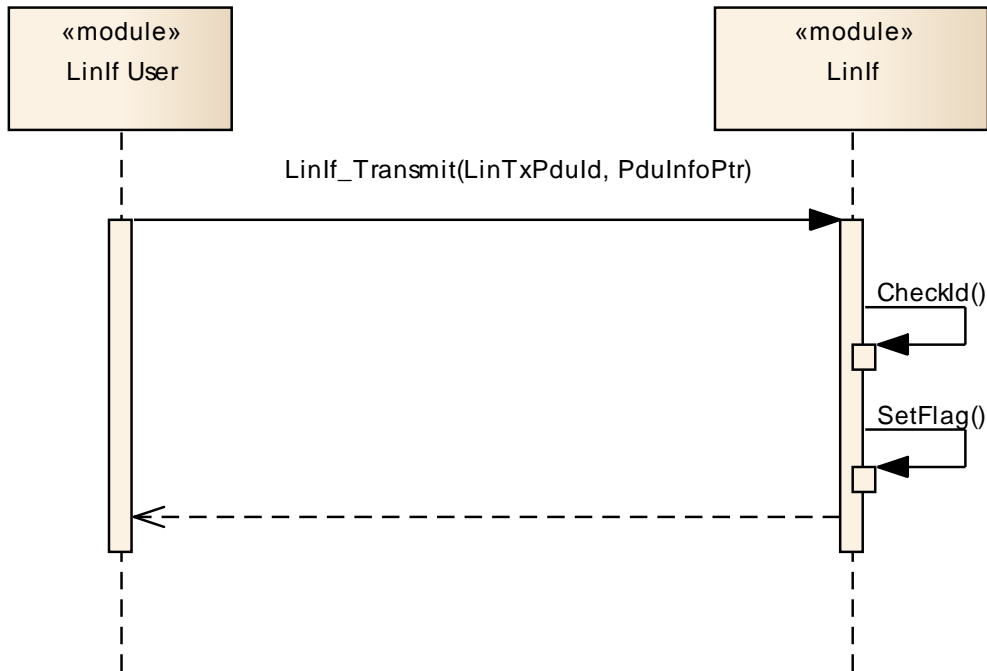 «module»
LinIf User
«module»
LinIf
LinIf_Transmit(LinTxPduId, PduInfoPtr)
CheckId()
SetFlag()